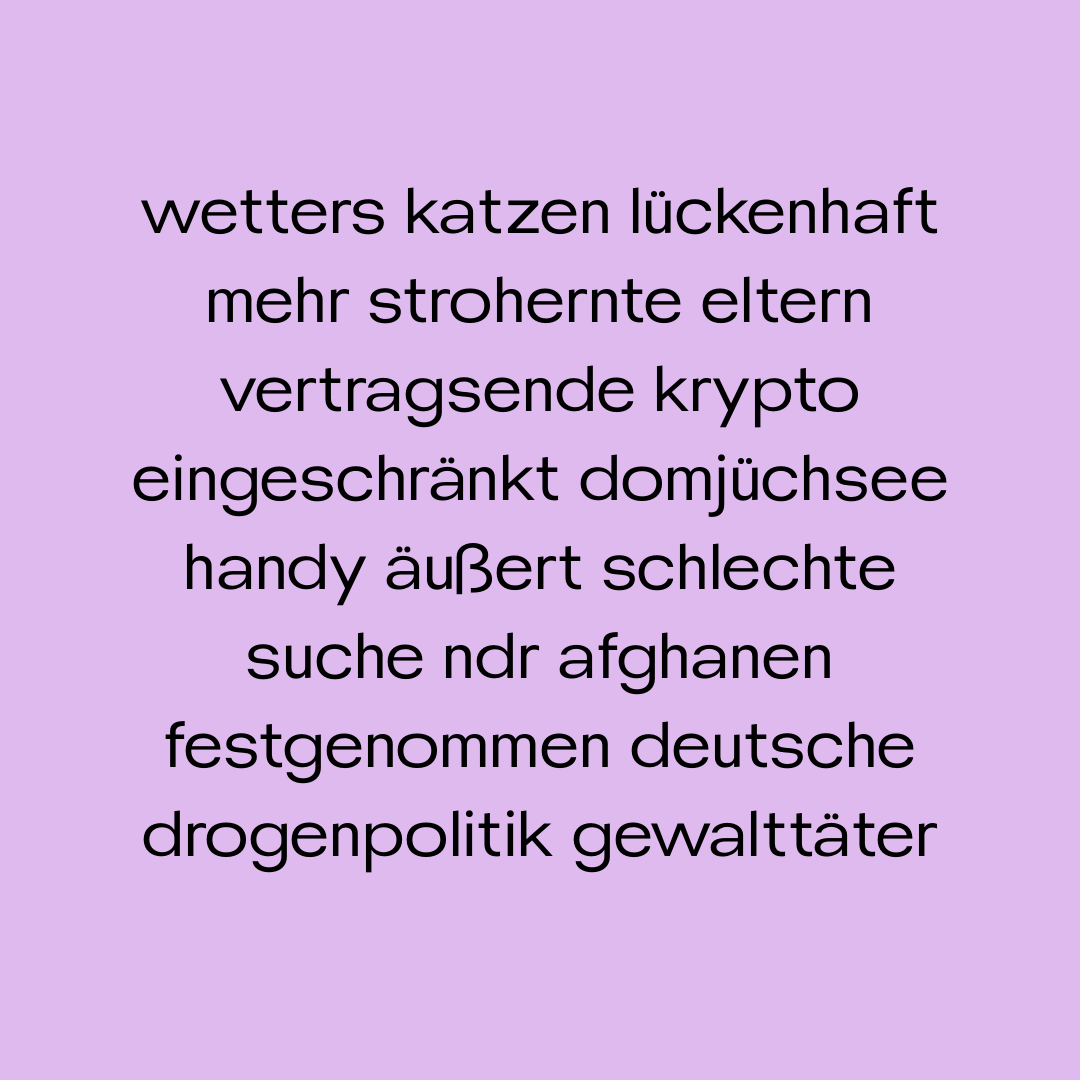 wetters katzen lückenhaft
mehr strohernte eltern
vertragsende krypto
eingeschränkt domjüchsee
handy äußert schlechte
suche ndr afghanen
festgenommen deutsche
drogenpolitik gewalttäter